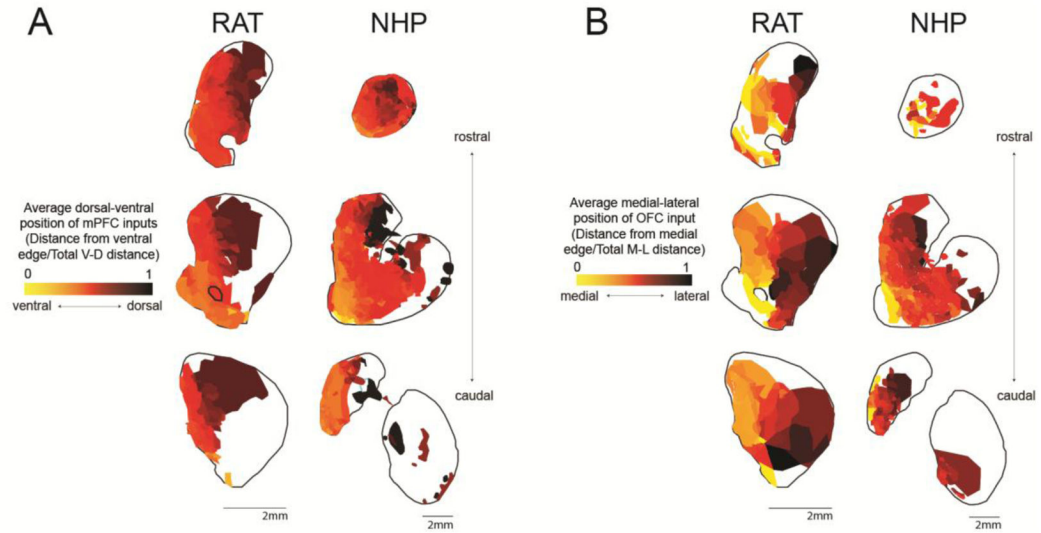 A
RAT
NHP
rostral
Average dorsal-ventral
position of mPFC inputs
(Distance from ventral
edge/Total V-D distance)
0 1
ventral dorsal
caudal
2mm
2mm
B
RAT
NHP
rostral
Average medial-lateral
position of OFC input
(Distance from medial
edge/Total M-L distance)
0 1
medial lateral
caudal
2mm
2mm